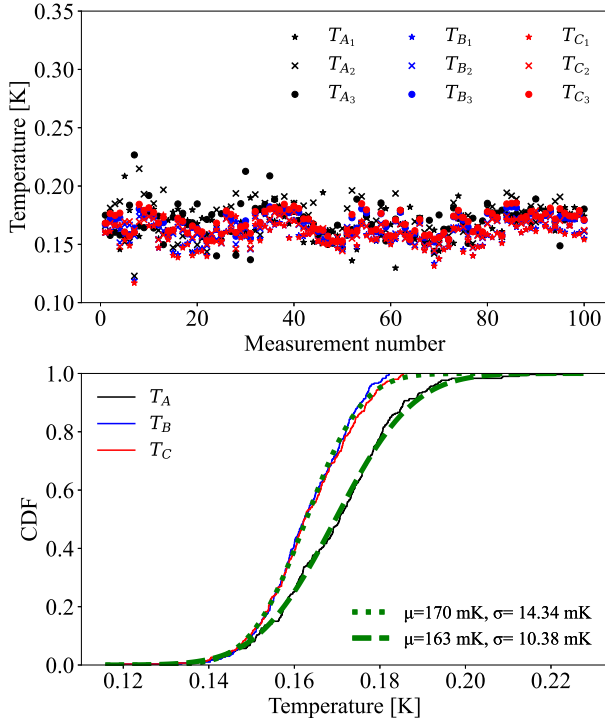 0.35
0.30
0.25
0.20
0.15
0.10
Temperature [K]
T_{A_1} T_{B_1} T_{C_1}
T_{A_2} T_{B_2} T_{C_2}
T_{A_3} T_{B_3} T_{C_3}
0 20 40 60 80 100
Measurement number
1.0
0.8
0.6
0.4
0.2
0.0
CDF
T_A
T_B
T_C
μ=170 mK, σ= 14.34 mK
μ=163 mK, σ= 10.38 mK
0.12 0.14 0.16 0.18 0.20 0.22
Temperature [K]